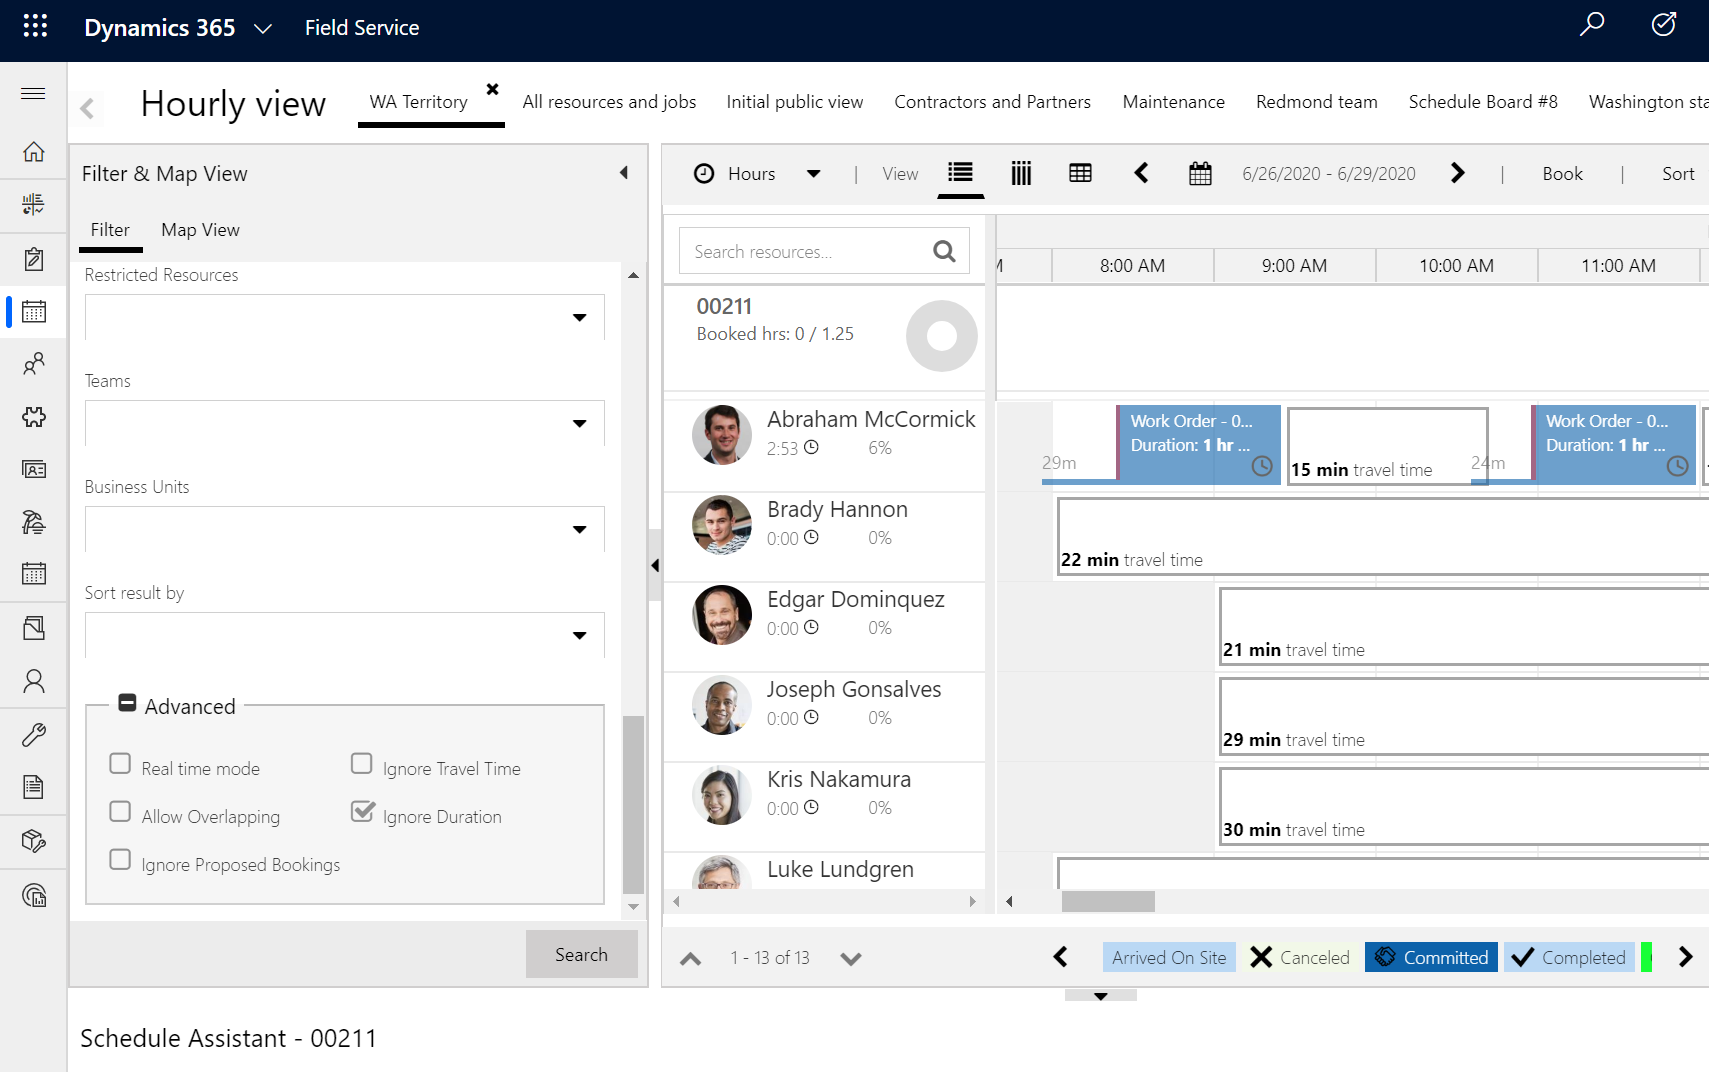 Dynamics 365 Field Service
Hourly view WA Territory All resources and jobs Initial public view Contractors and Partners Maintenance Redmond team Schedule Board #8 Washington sta
Filter & Map View
Filter Map View
Restricted Resources
Teams
Business Units
Sort result by
Advanced
Real time mode Ignore Travel Time
Allow Overlapping Ignore Duration
Ignore Proposed Bookings
Search
Hours | View 6/26/2020 - 6/29/2020 | Book | Sort
Search resources...
8:00 AM 9:00 AM 10:00 AM 11:00 AM
00211
Booked hrs: 0 / 1.25
Abraham McCormick
2:53 6%
29m
Work Order - 0...
Duration: 1 hr ...
15 min travel time
24m
Work Order - 0...
Duration: 1 hr ...
Brady Hannon
0:00 0%
22 min travel time
Edgar Dominquez
0:00 0%
21 min travel time
Joseph Gonsalves
0:00 0%
29 min travel time
Kris Nakamura
0:00 0%
30 min travel time
Luke Lundgren
1 - 13 of 13 Arrived On Site Canceled Committed Completed
Schedule Assistant - 00211